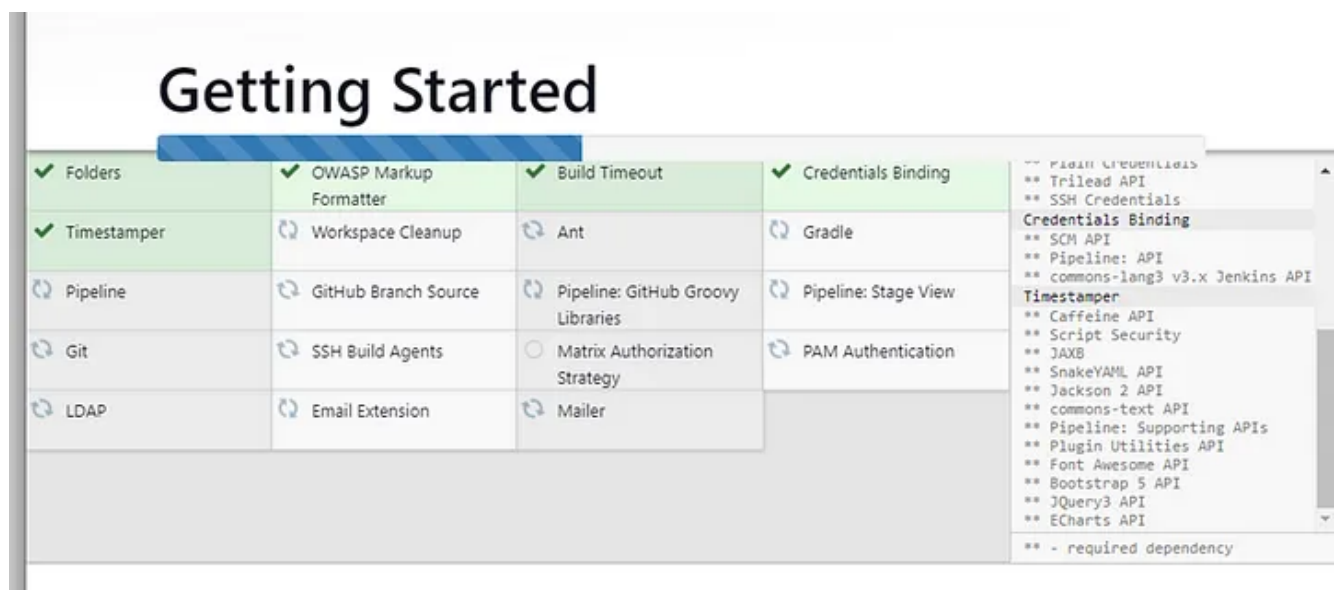 Getting Started
Folders
OWASP Markup
Formatter
Build Timeout
Credentials Binding
Timestamper
Workspace Cleanup
Ant
Gradle
Pipeline
GitHub Branch Source
Pipeline: GitHub Groovy
Libraries
Pipeline: Stage View
Git
SSH Build Agents
Matrix Authorization
Strategy
PAM Authentication
LDAP
Email Extension
Mailer
** Plain Credentials
** Trilead API
** SSH Credentials
Credentials Binding
** SCM API
** Pipeline: API
** commons-lang3 v3.x Jenkins API
Timestamper
** Caffeine API
** Script Security
** JAXB
** SnakeYAML API
** Jackson 2 API
** commons-text API
** Pipeline: Supporting APIs
** Plugin Utilities API
** Font Awesome API
** Bootstrap 5 API
** JQuery3 API
** ECharts API
** - required dependency